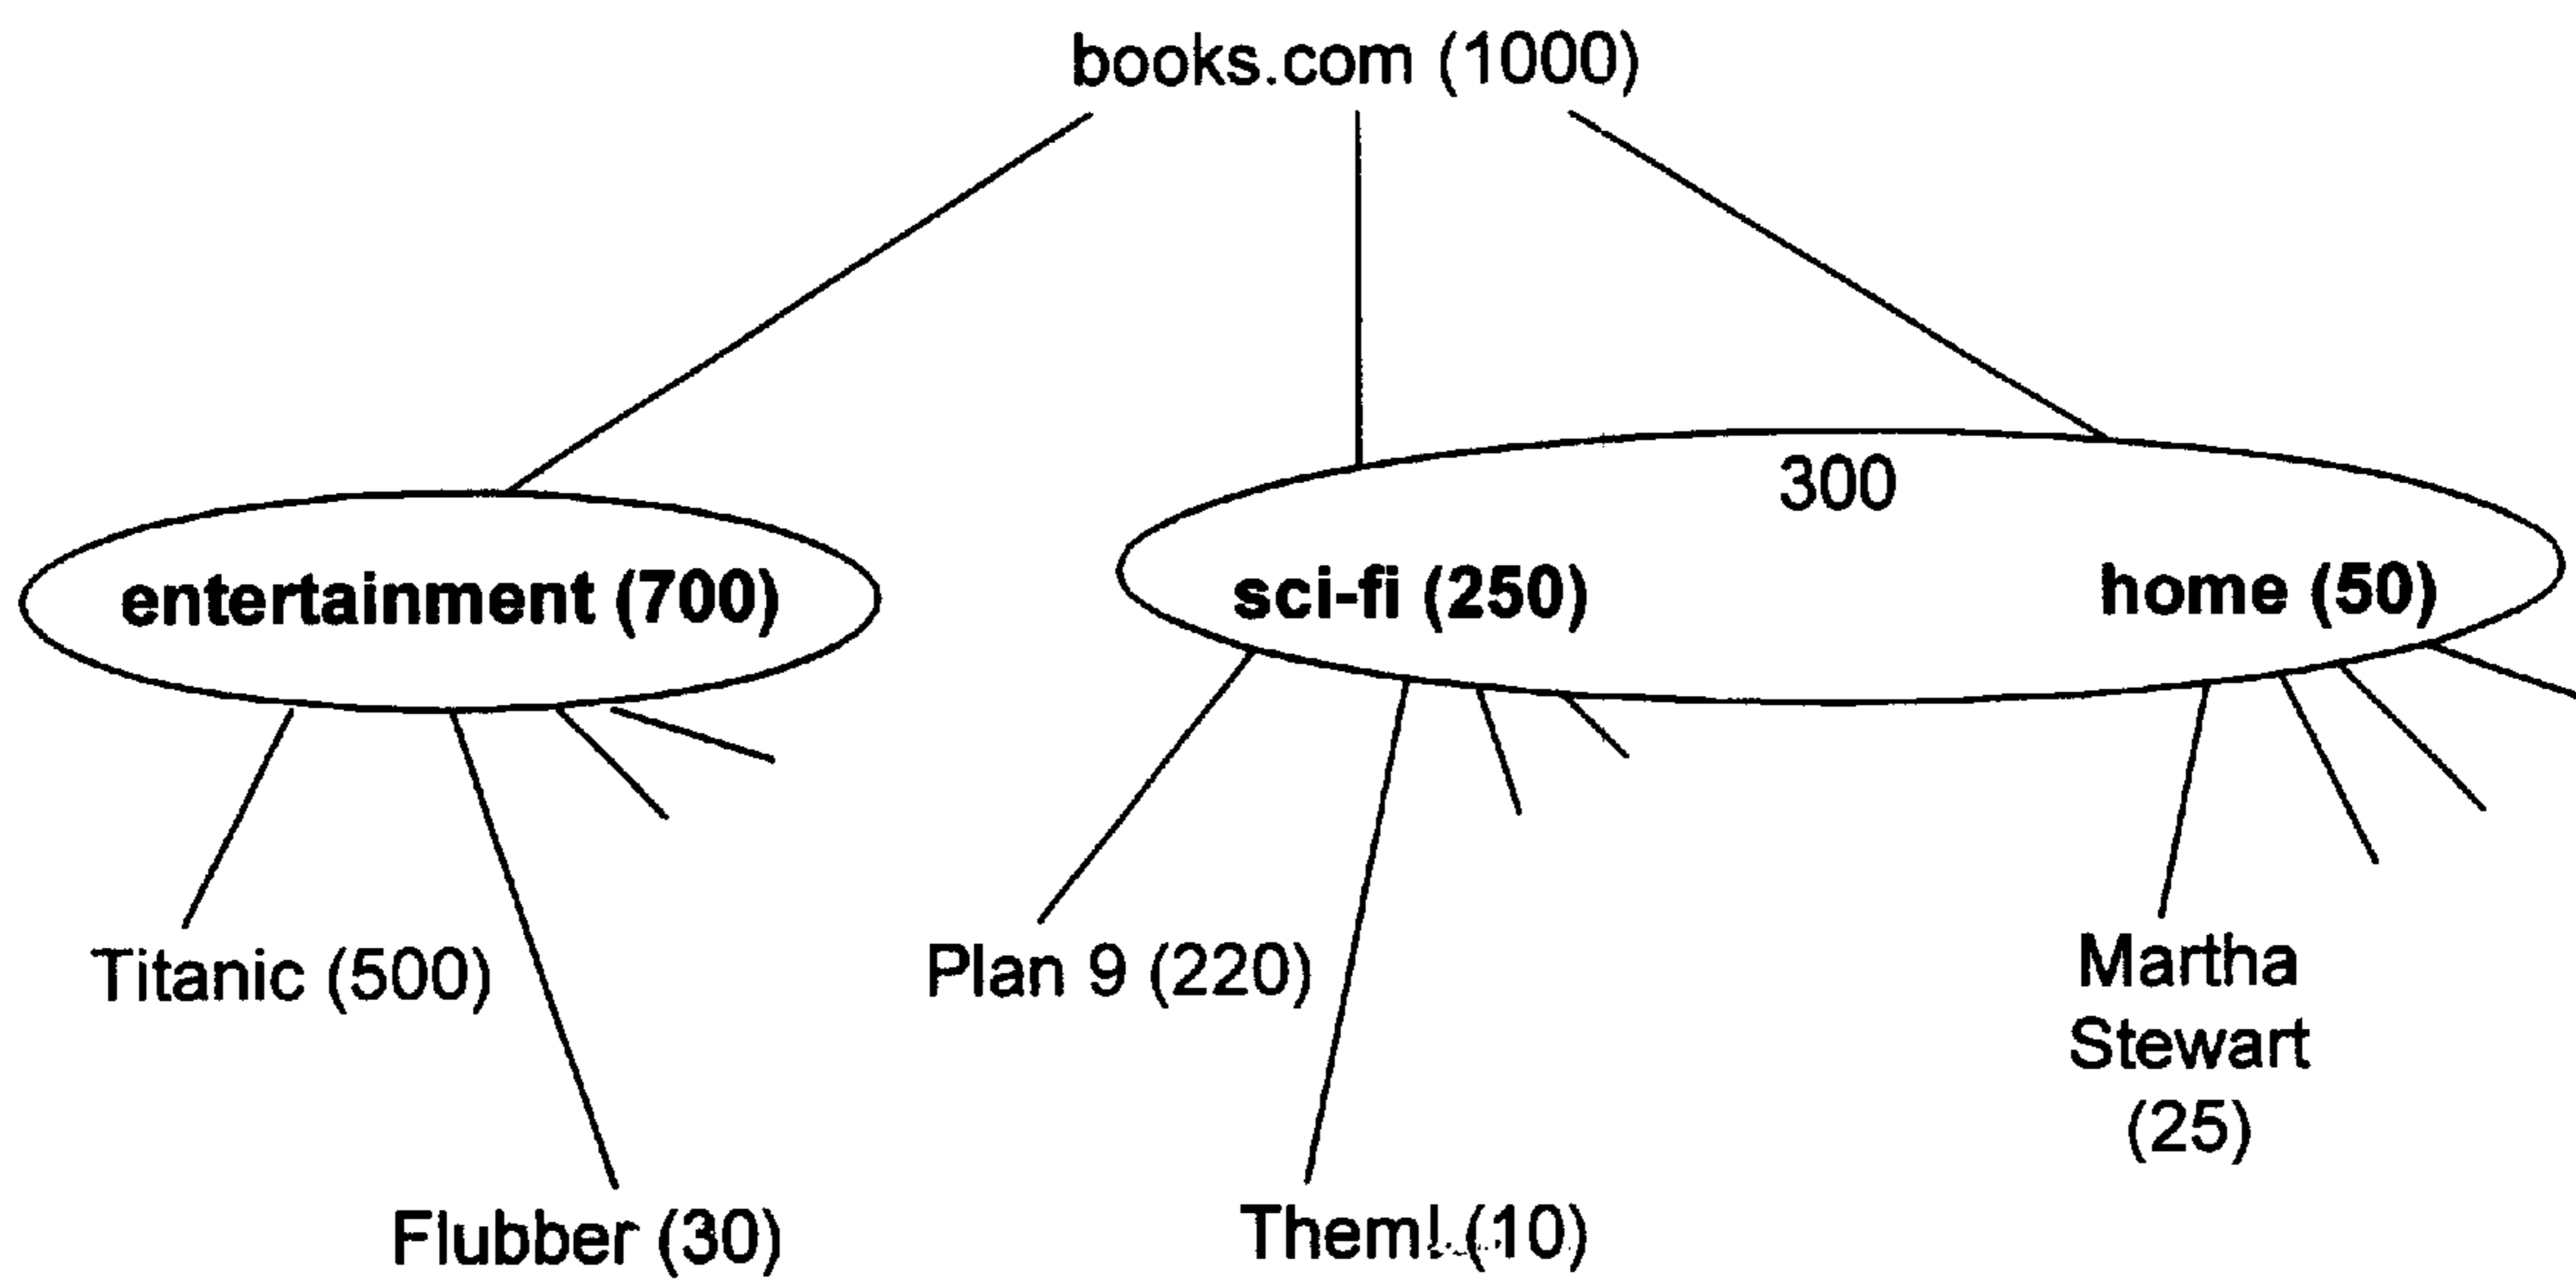 books.com (1000)
300
entertainment (700)
sci-fi (250)
home (50)
Titanic (500)
Plan 9 (220)
Martha
Stewart
(25)
Flubber (30)
Them! (10)